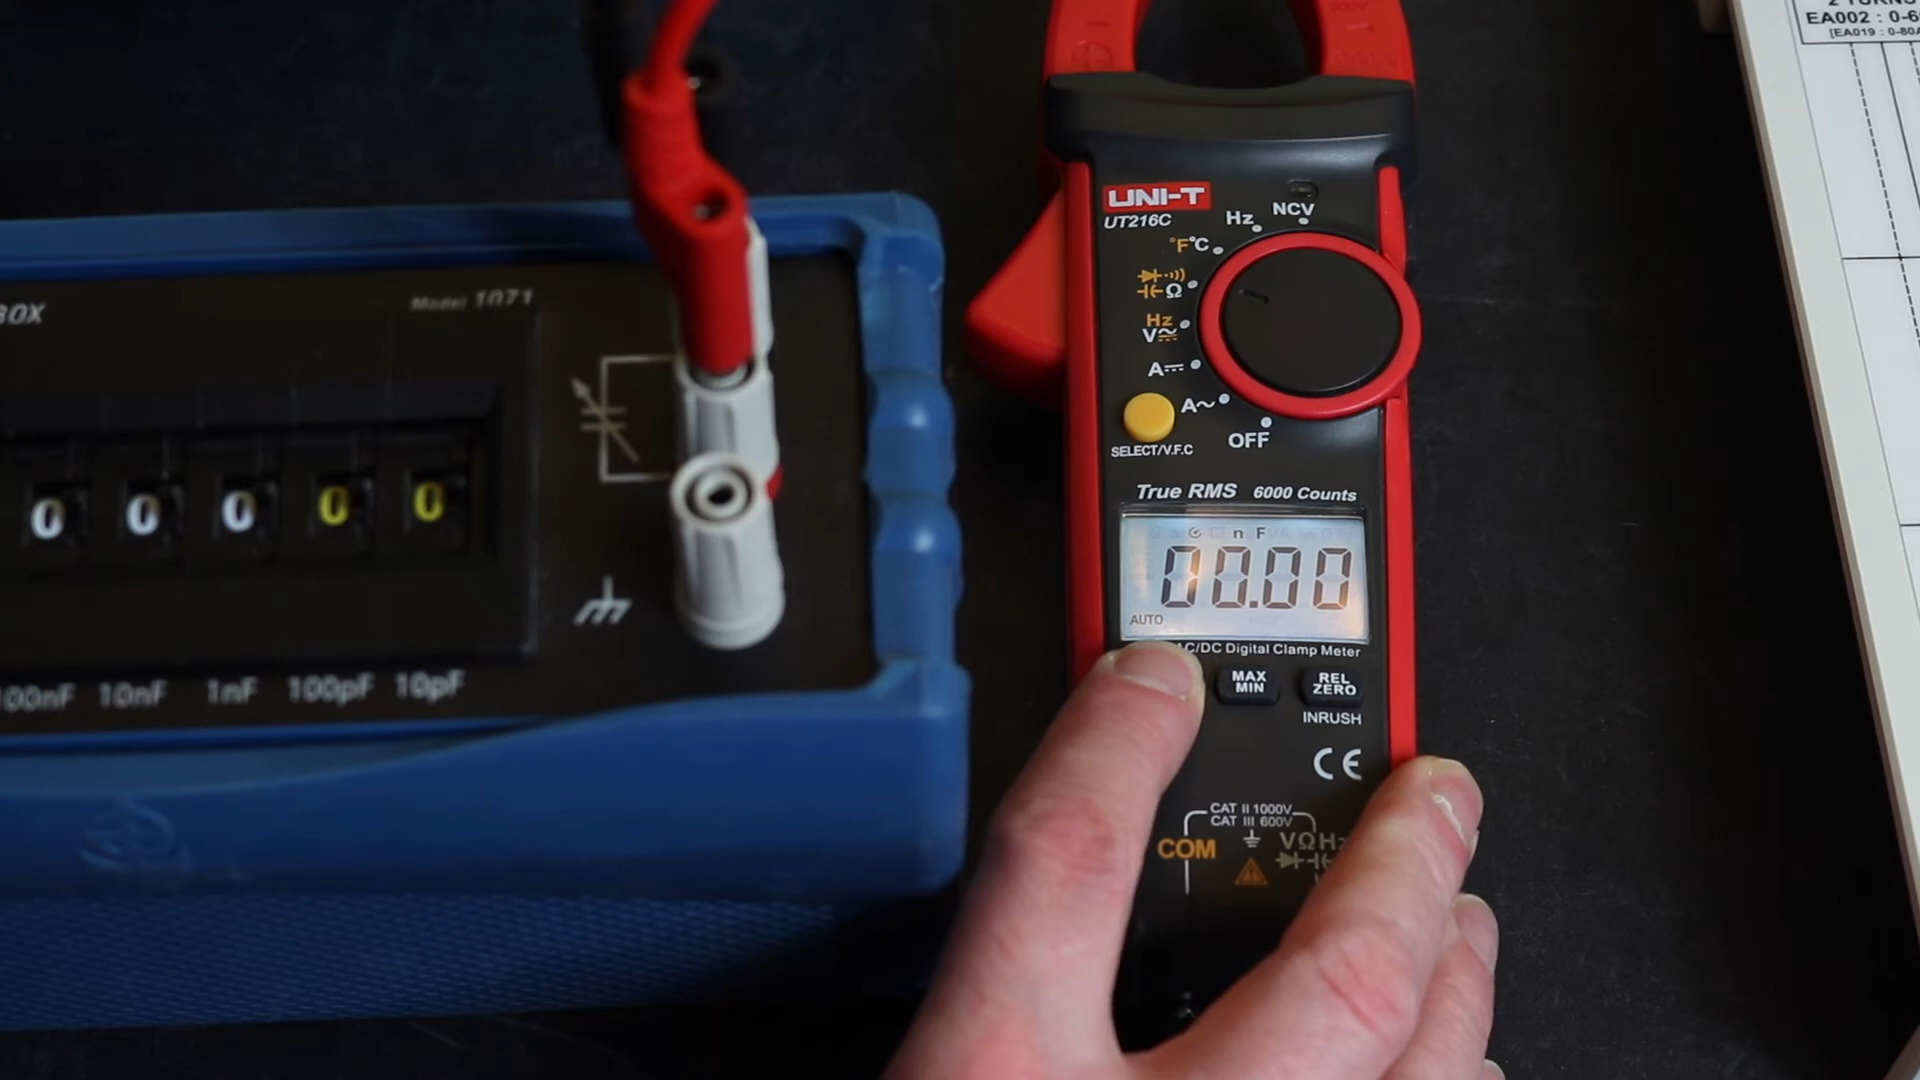 BOX
Model 1071
0 0 0 0 0
100nF 10nF 1nF 100pF 10pF
UNI-T
UT216C
NCV
Hz
°F°C
Ω
Hz
V
A
A~
OFF
SELECT/V.F.C
True RMS 6000 Counts
n F
00.00
AUTO
AC/DC Digital Clamp Meter
MAX
MIN
REL
ZERO
INRUSH
CE
CAT II 1000V
CAT III 600V
COM
VΩHz
EA002 : 0-6
[EA019 : 0-80A